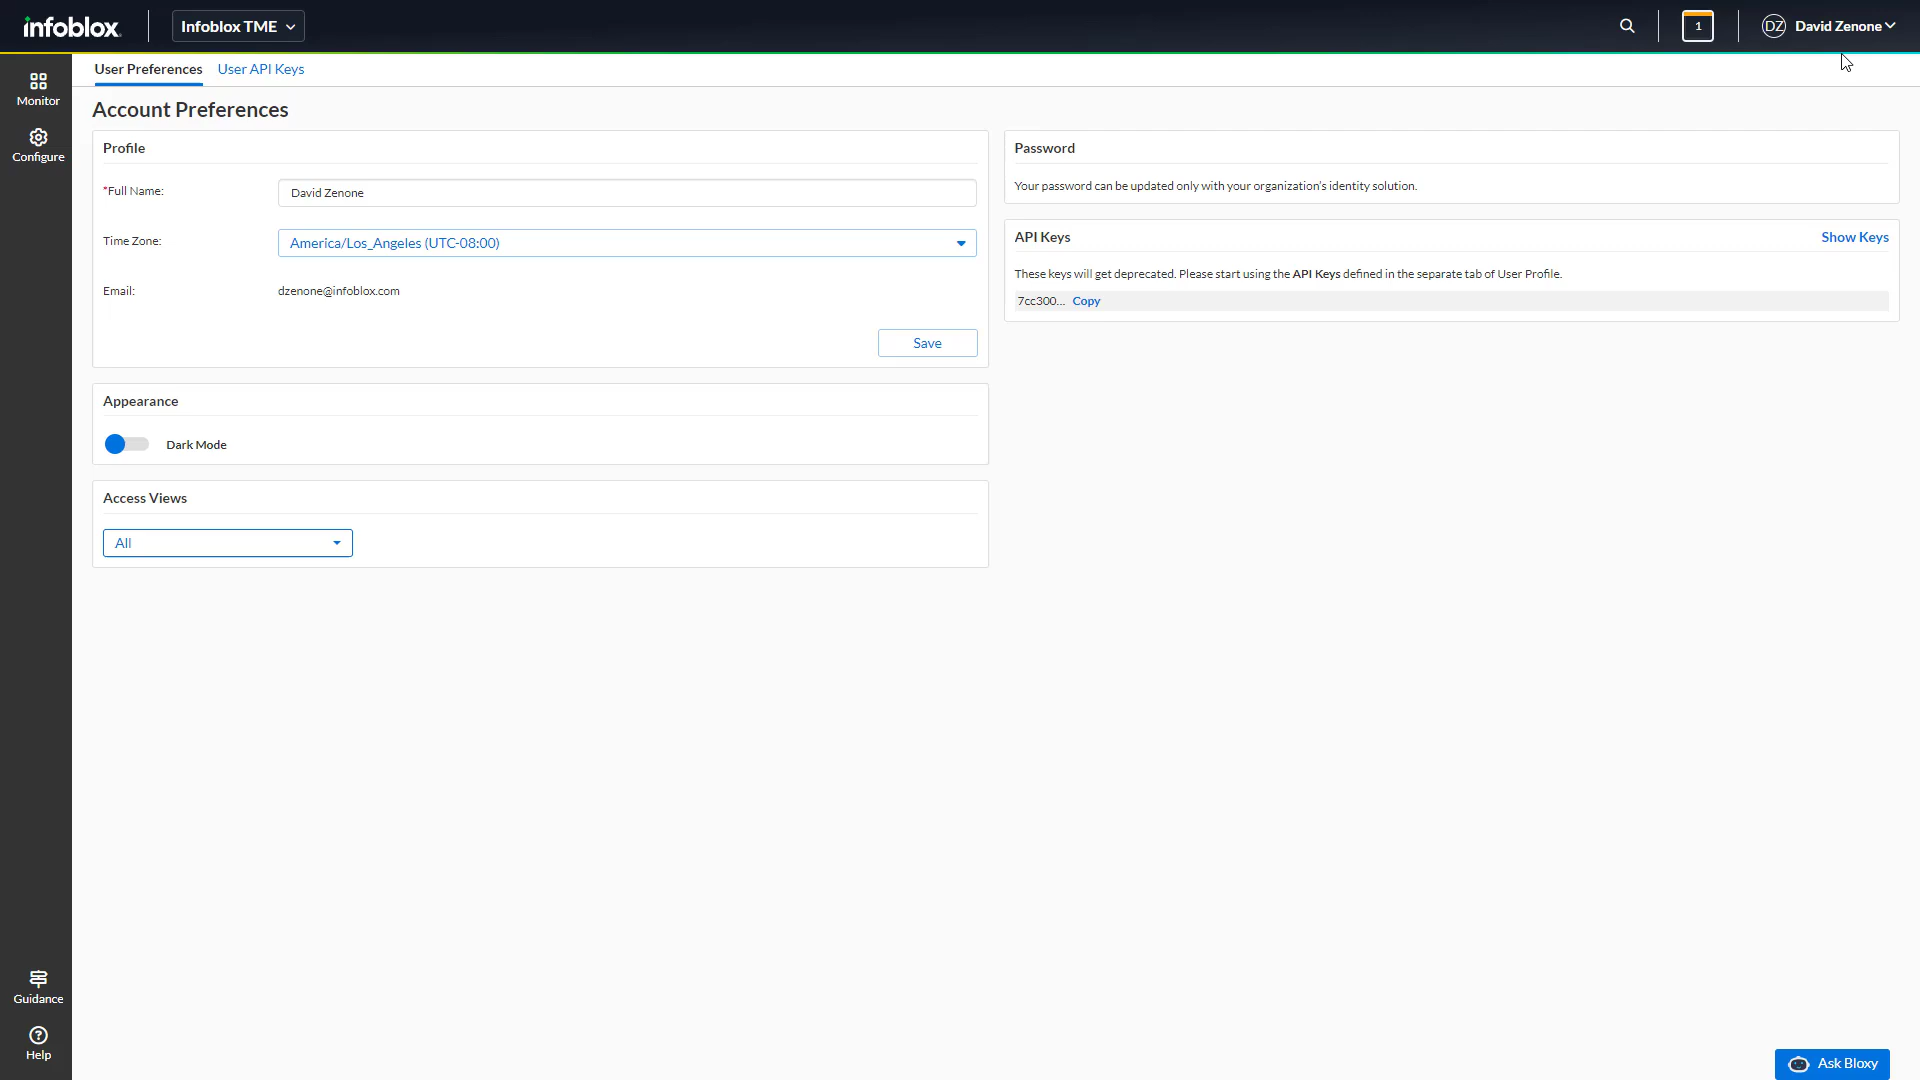 infoblox
Infoblox TME
1
DZ
David Zenone
Monitor
Configure
Guidance
Help
User Preferences
User API Keys
Account Preferences
Profile
*Full Name:
David Zenone
Time Zone:
America/Los_Angeles (UTC-08:00)
Email:
dzenone@infoblox.com
Save
Appearance
Dark Mode
Access Views
All
Password
Your password can be updated only with your organization's identity solution.
API Keys
Show Keys
These keys will get deprecated. Please start using the API Keys defined in the separate tab of User Profile.
7cc300... Copy
Ask Bloxy